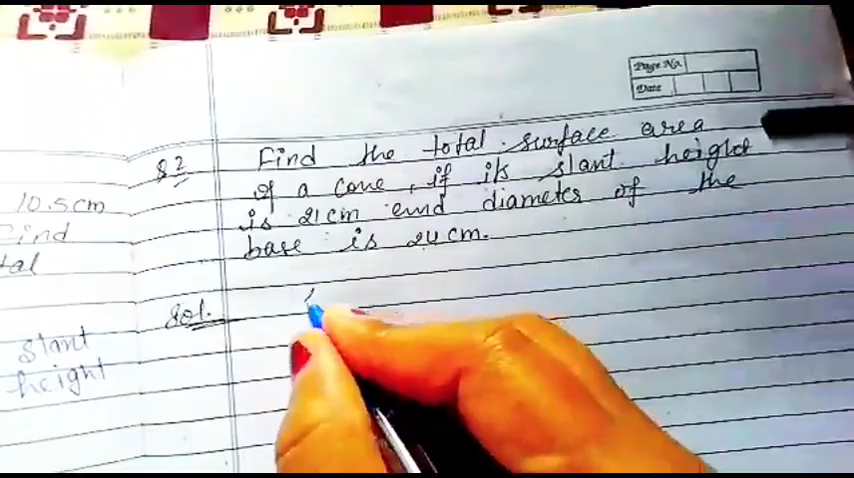 10.5cm
Find
tal
slant
height
Page No.
Date
Q2
Find the total surface area
of a cone, if its slant height
is 21cm and diameter of the
base is 24cm.
Sol.